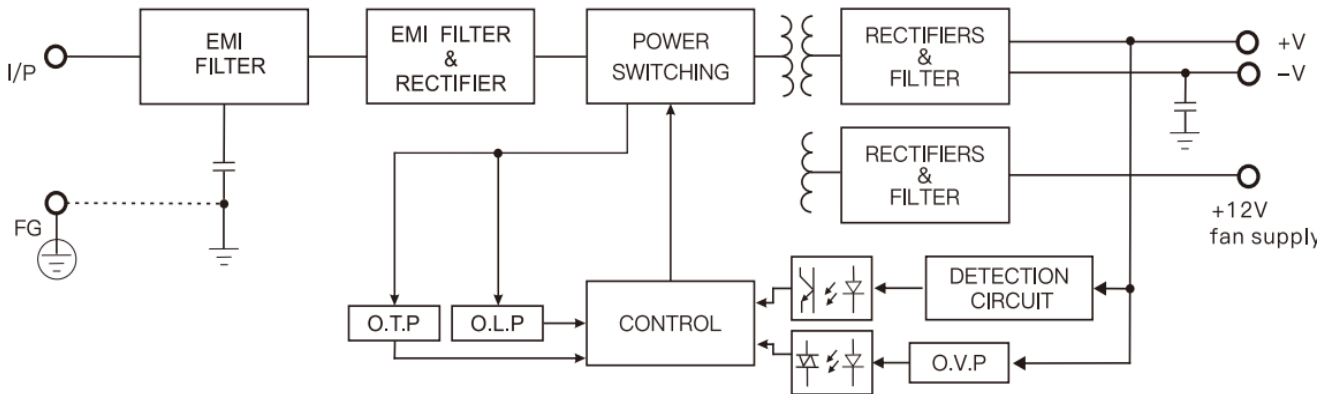 I/P
EMI
FILTER
EMI FILTER
&
RECTIFIER
POWER
SWITCHING
RECTIFIERS
&
FILTER
+V
−V
RECTIFIERS
&
FILTER
+12V
fan supply
FG
O.T.P
O.L.P
CONTROL
DETECTION
CIRCUIT
O.V.P